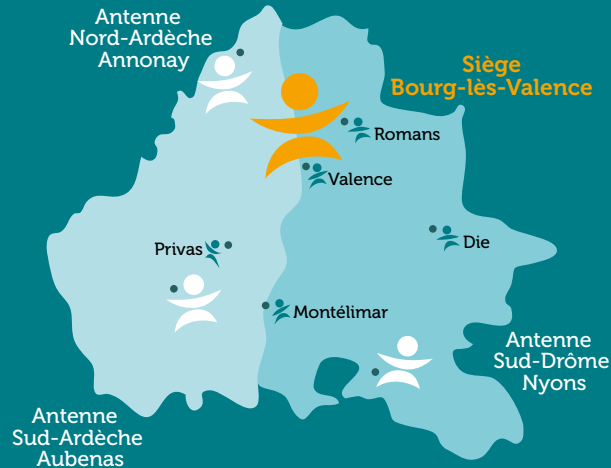 Antenne
Nord-Ardèche
Annonay
Siège
Bourg-lès-Valence
Romans
Valence
Privas
Die
Montélimar
Antenne
Sud-Drôme
Nyons
Antenne
Sud-Ardèche
Aubenas